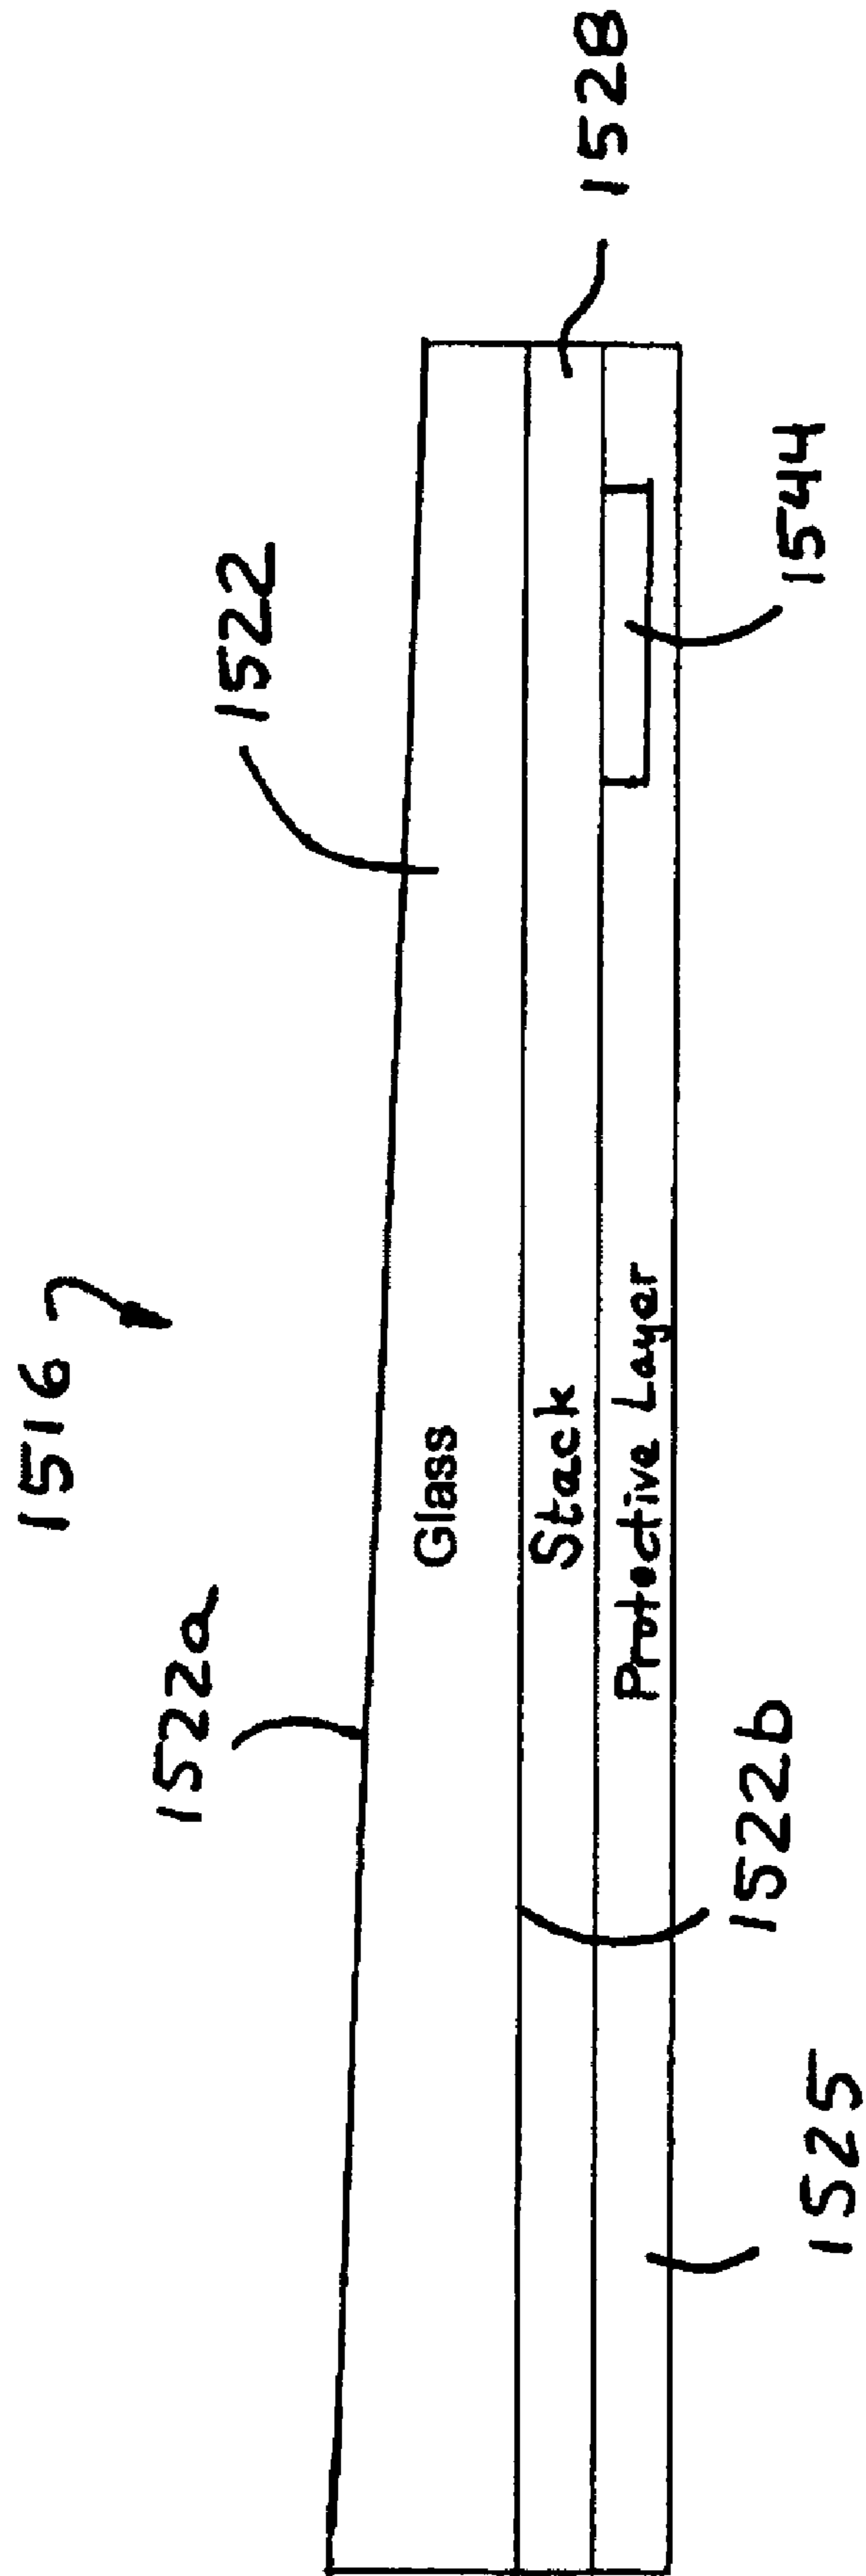 1516
1522a
1522
1528
Glass
Stack
Protective Layer
1522b
1525
1544